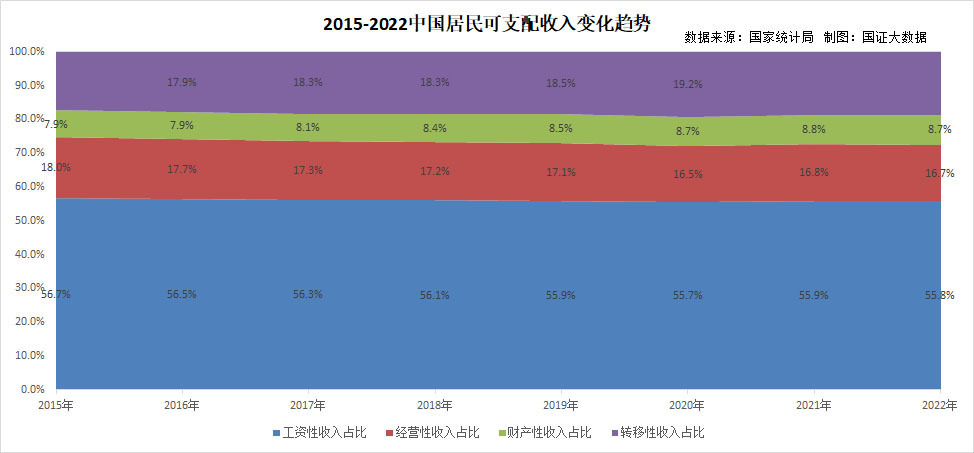 2015-2022中国居民可支配收入变化趋势
数据来源：国家统计局 制图：国证大数据
100.0%
90.0%
80.0%
70.0%
60.0%
50.0%
40.0%
30.0%
20.0%
10.0%
0.0%
17.9% 18.3% 18.3% 18.5% 19.2%
7.9% 7.9% 8.1% 8.4% 8.5% 8.7% 8.8% 8.7%
18.0% 17.7% 17.3% 17.2% 17.1% 16.5% 16.8% 16.7%
56.7% 56.5% 56.3% 56.1% 55.9% 55.7% 55.9% 55.8%
2015年 2016年 2017年 2018年 2019年 2020年 2021年 2022年
工资性收入占比 经营性收入占比 财产性收入占比 转移性收入占比